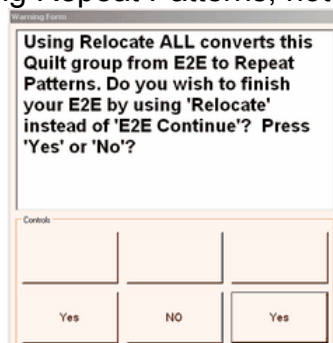 ng Repeat Patterns, not
Warning Form
Using Relocate ALL converts this
Quilt group from E2E to Repeat
Patterns. Do you wish to finish
your E2E by using 'Relocate'
instead of 'E2E Continue'? Press
'Yes' or 'No'?
Controls
Yes NO Yes